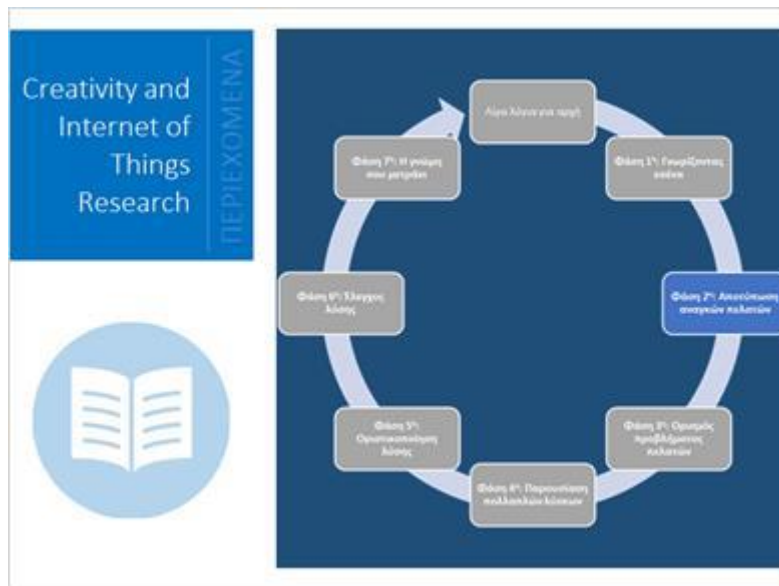 Creativity and
Internet of
Things
Research
ΠΕΡΙΕΧΟΜΕΝΑ
Λίγα λόγια για αρχή
Φάση 1η: Γνωρίζοντας
εσένα
Φάση 2η: Αποτύπωση
αναγκών πελατών
Φάση 3η: Ορισμός
προβλήματος
πελατών
Φάση 4η: Παρουσίαση
πολλαπλών λύσεων
Φάση 5η:
Οριστικοποίηση
λύσης
Φάση 6η: Έλεγχος
λύσης
Φάση 7η: Η γνώμη
σου μετράει